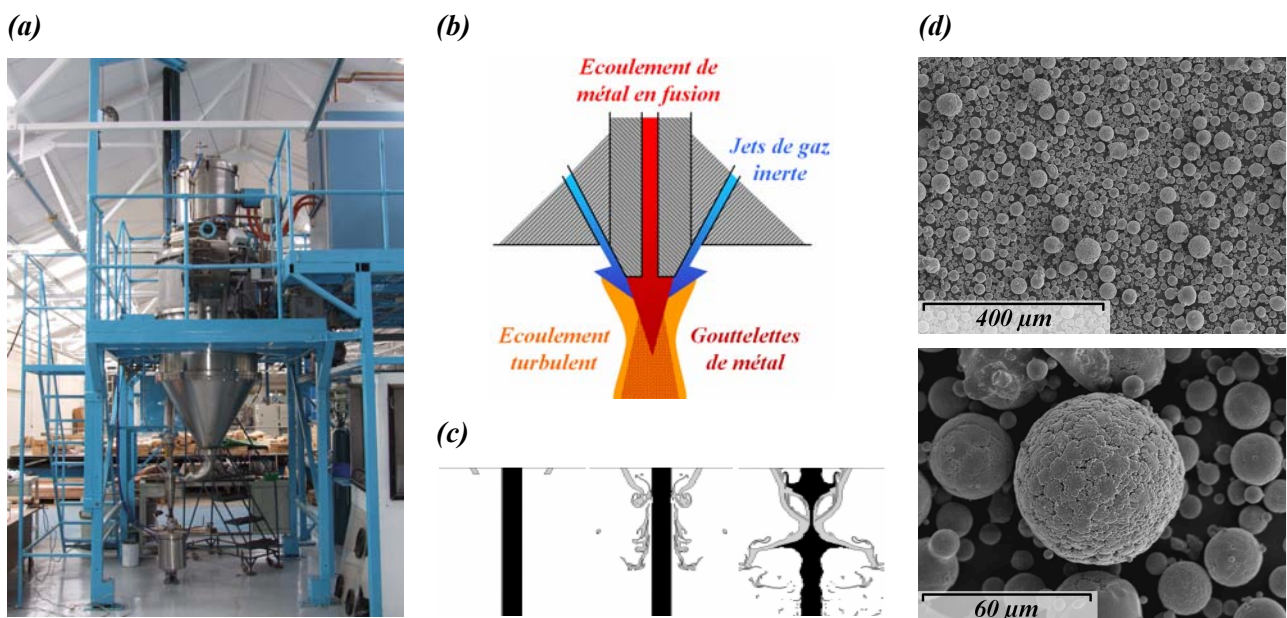 (a)
(b)
Ecoulement de
métal en fusion
Jets de gaz
inerte
Ecoulement
turbulent
Gouttelettes
de métal
(c)
(d)
400 µm
60 µm